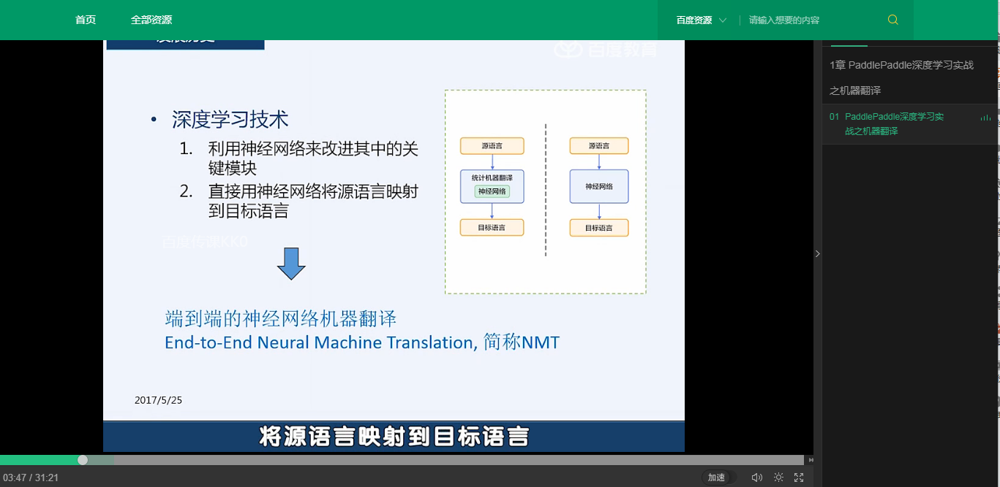 首页
全部资源
百度资源
请输入想要的内容
发展历史
百度教育
1章 PaddlePaddle深度学习实战
之机器翻译
01 PaddlePaddle深度学习实
战之机器翻译
• 深度学习技术
1. 利用神经网络来改进其中的关
键模块
2. 直接用神经网络将源语言映射
到目标语言
源语言
统计机器翻译
神经网络
目标语言
源语言
神经网络
目标语言
百度传课KK0
端到端的神经网络机器翻译
End-to-End Neural Machine Translation, 简称NMT
2017/5/25
将源语言映射到目标语言
03:47 / 31:21
加速